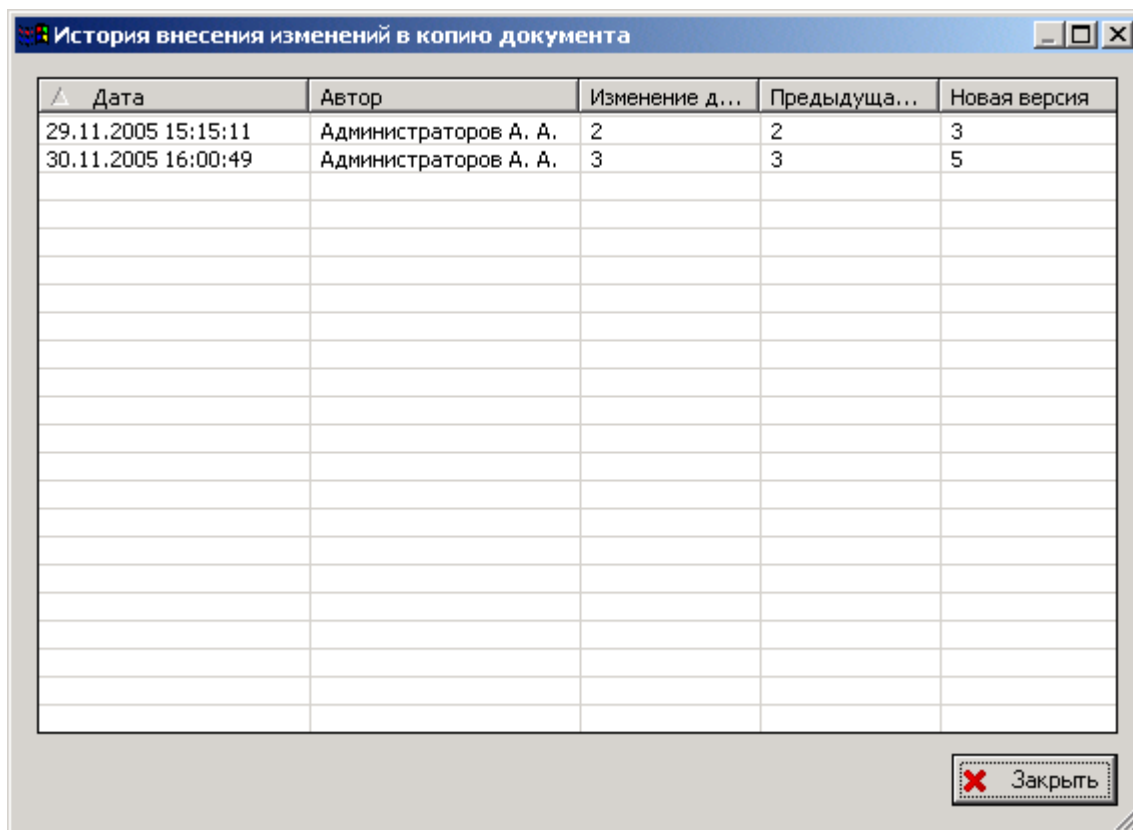 История внесения изменений в копию документа
Дата Автор Изменение д... Предыдуща... Новая версия
29.11.2005 15:15:11 Администраторов А. А. 2 2 3
30.11.2005 16:00:49 Администраторов А. А. 3 3 5
Закрыть